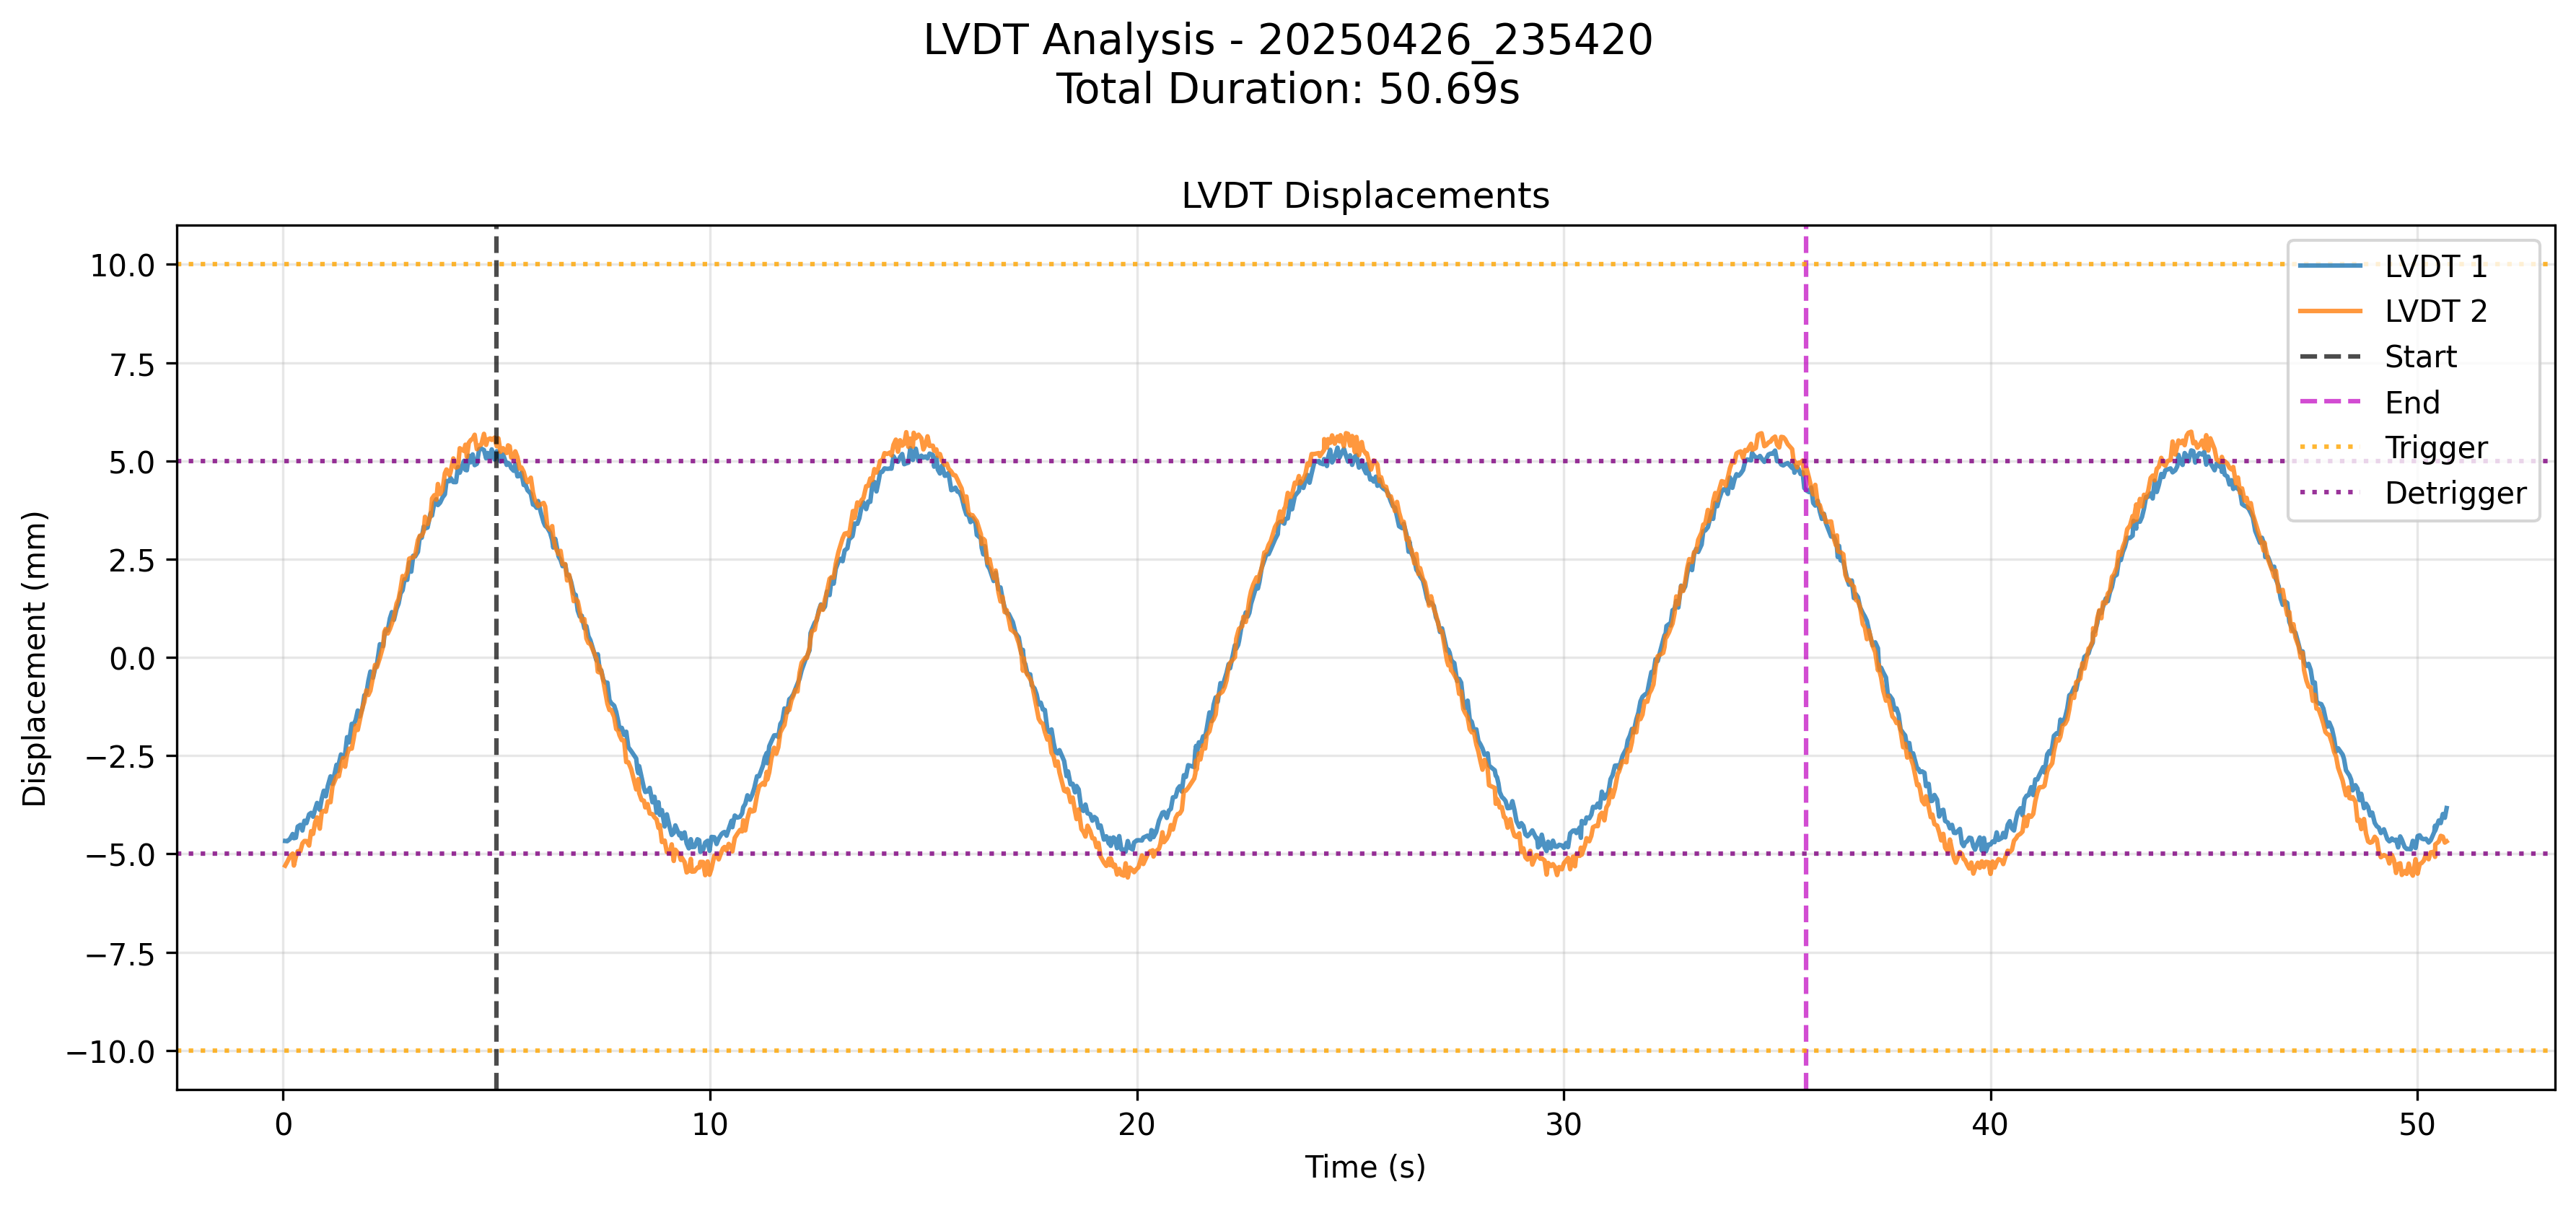 LVDT Analysis - 20250426_235420
Total Duration: 50.69s
LVDT Displacements
Displacement (mm)
10.0
7.5
5.0
2.5
0.0
−2.5
−5.0
−7.5
−10.0
LVDT 1
LVDT 2
Start
End
Trigger
Detrigger
0
10
20
30
40
50
Time (s)